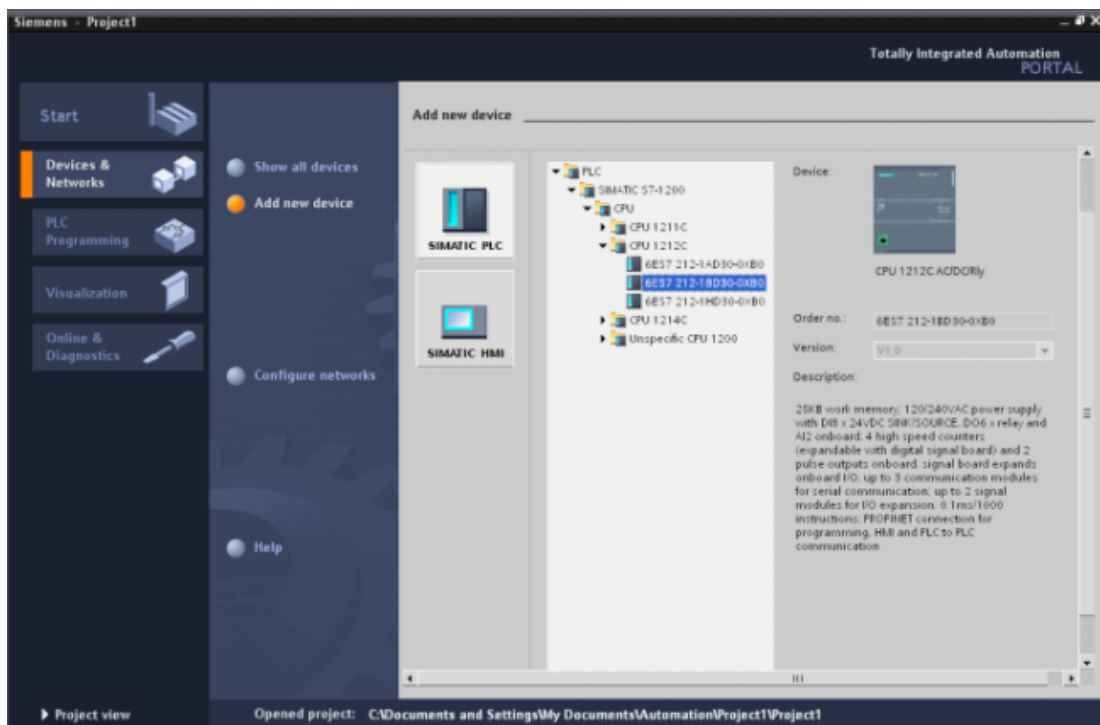 Siemens - Project1
Totally Integrated Automation
PORTAL
Start
Devices &
Networks
PLC
Programming
Visualization
Online &
Diagnostics
Project view
Show all devices
Add new device
Configure networks
Help
Add new device
SIMATIC PLC
SIMATIC HMI
PLC
SIMATIC S7-1200
CPU
CPU 1211C
CPU 1212C
6ES7 212-1AD30-0XB0
6ES7 212-1BD30-0XB0
6ES7 212-1HD30-0XB0
CPU 1214C
Unspecific CPU 1200
Device:
CPU 1212C AC/DC/Rly
Order no.: 6ES7 212-1BD30-0XB0
Version: V1.0
Description:
25KB work memory; 120/240VAC power supply
with DI8 x 24VDC SINK/SOURCE, DO6 x relay and
AI2 onboard; 4 high speed counters
(expandable with digital signal board) and 2
pulse outputs onboard; signal board expands
onboard I/O; up to 3 communication modules
for serial communication; up to 2 signal
modules for I/O expansion; 0.1ms/1000
instructions; PROFINET connection for
programming, HMI and PLC to PLC
communication
Opened project: C:\Documents and Settings\My Documents\Automation\Project1\Project1